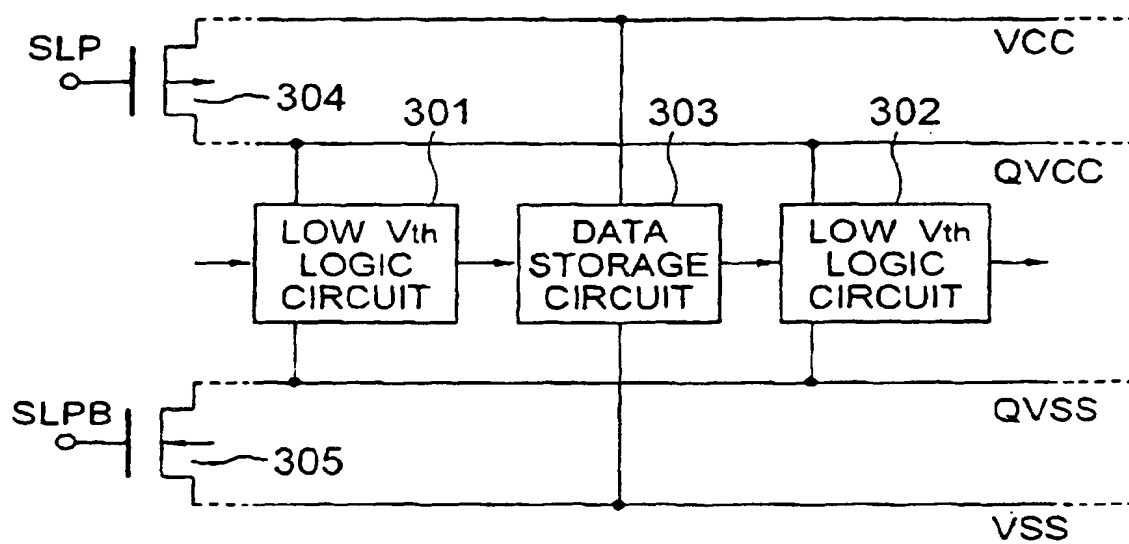 SLP
VCC
304
301
303
302
QVCC
LOW Vth
LOGIC
CIRCUIT
DATA
STORAGE
CIRCUIT
LOW Vth
LOGIC
CIRCUIT
SLPB
QVSS
305
VSS